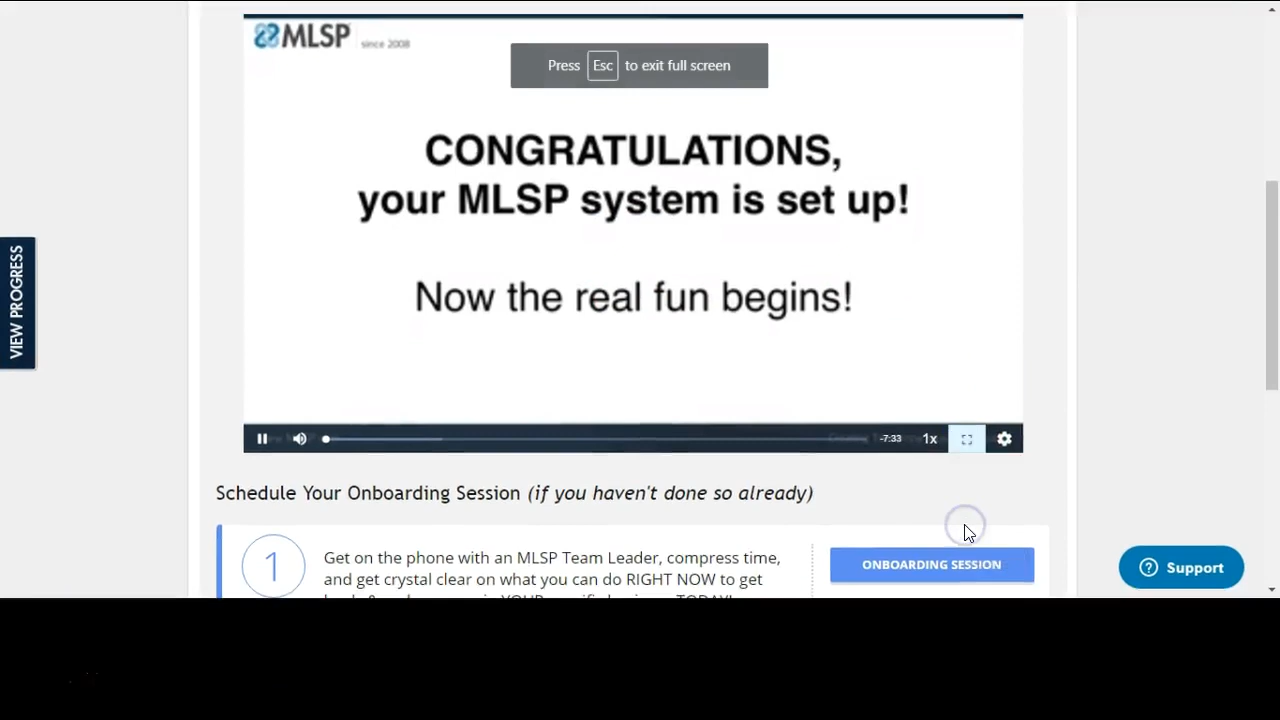 MLSP since 2008
Press Esc to exit full screen
CONGRATULATIONS,
your MLSP system is set up!
Now the real fun begins!
VIEW PROGRESS
-7:33 1x
Schedule Your Onboarding Session (if you haven't done so already)
1
Get on the phone with an MLSP Team Leader, compress time,
and get crystal clear on what you can do RIGHT NOW to get
ONBOARDING SESSION
Support